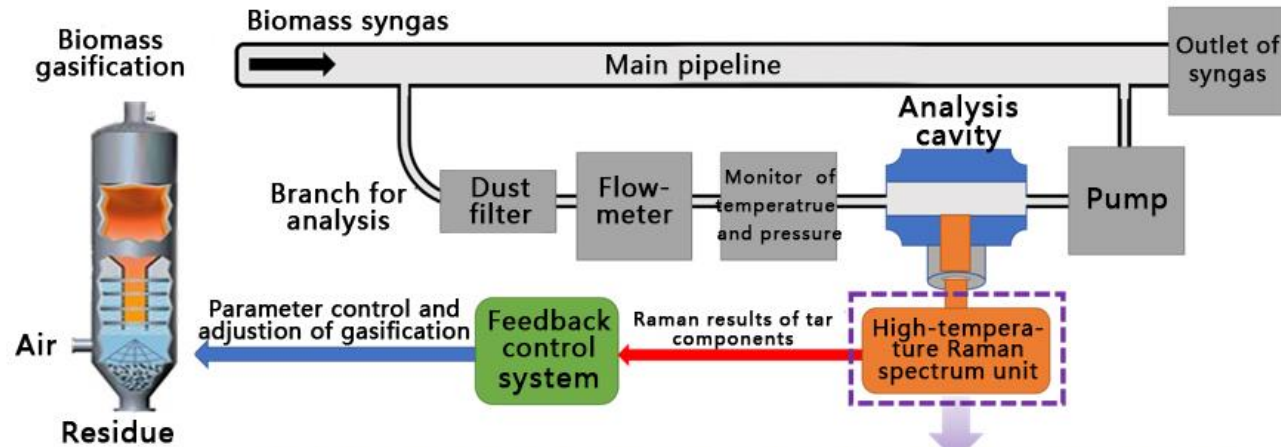 Biomass syngas
Biomass
gasification
Main pipeline
Outlet of
syngas
Analysis
cavity
Branch for
analysis
Dust
filter
Flow-
meter
Monitor of
temperatrue
and pressure
Pump
Parameter control and
adjustion of gasification
Feedback
control
system
Raman results of tar
components
High-tempera-
ture Raman
spectrum unit
Air
Residue